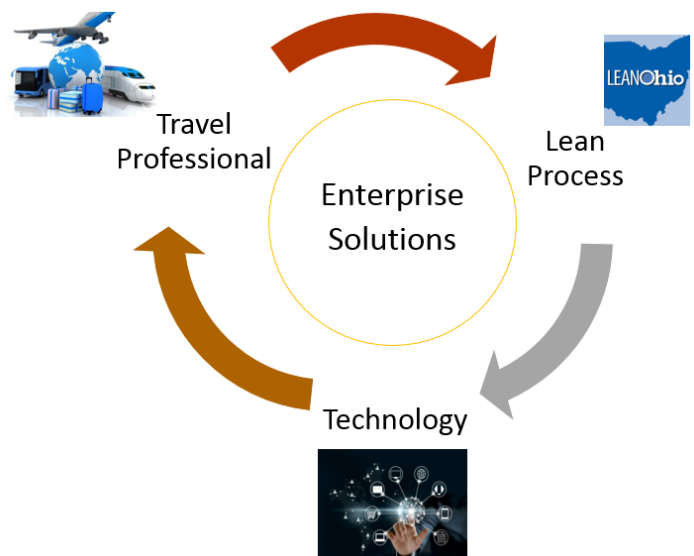 Travel
Professional
LEANOhio
Lean
Process
Enterprise
Solutions
Technology